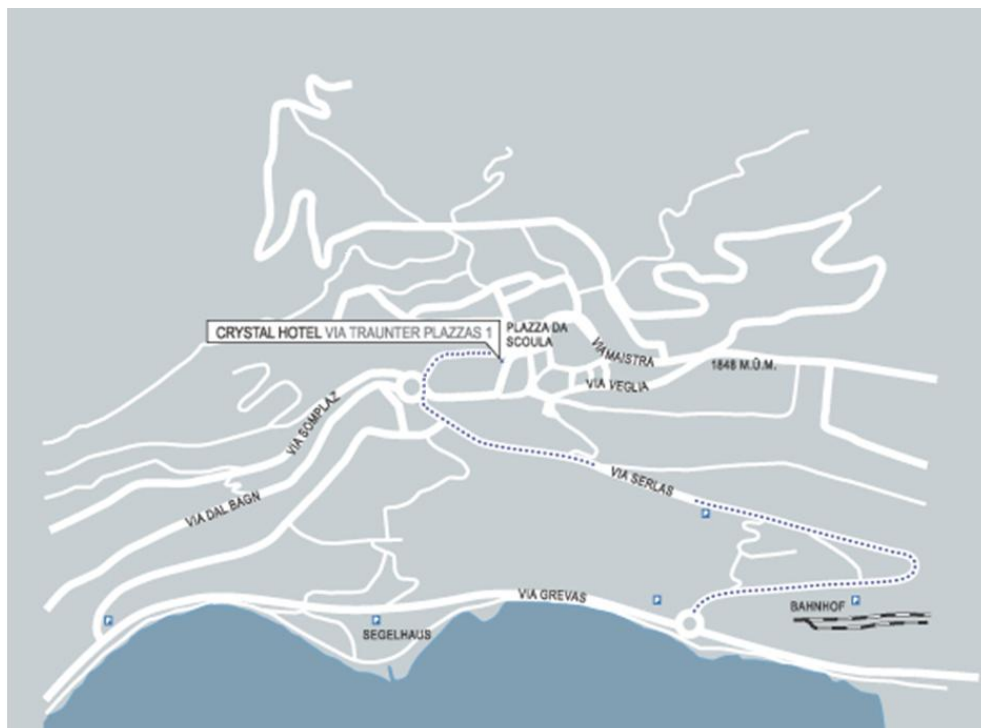 CRYSTAL HOTEL VIA TRAUNTER PLAZZAS 1
PLAZZA DA
SCOULA
VIA MAISTRA
1848 M.Ü.M.
VIA VEGLIA
VIA SOMPLAZ
VIA SERLAS
VIA DAL BAGN
P
VIA GREVAS
P
P
BAHNHOF
P
P
SEGELHAUS